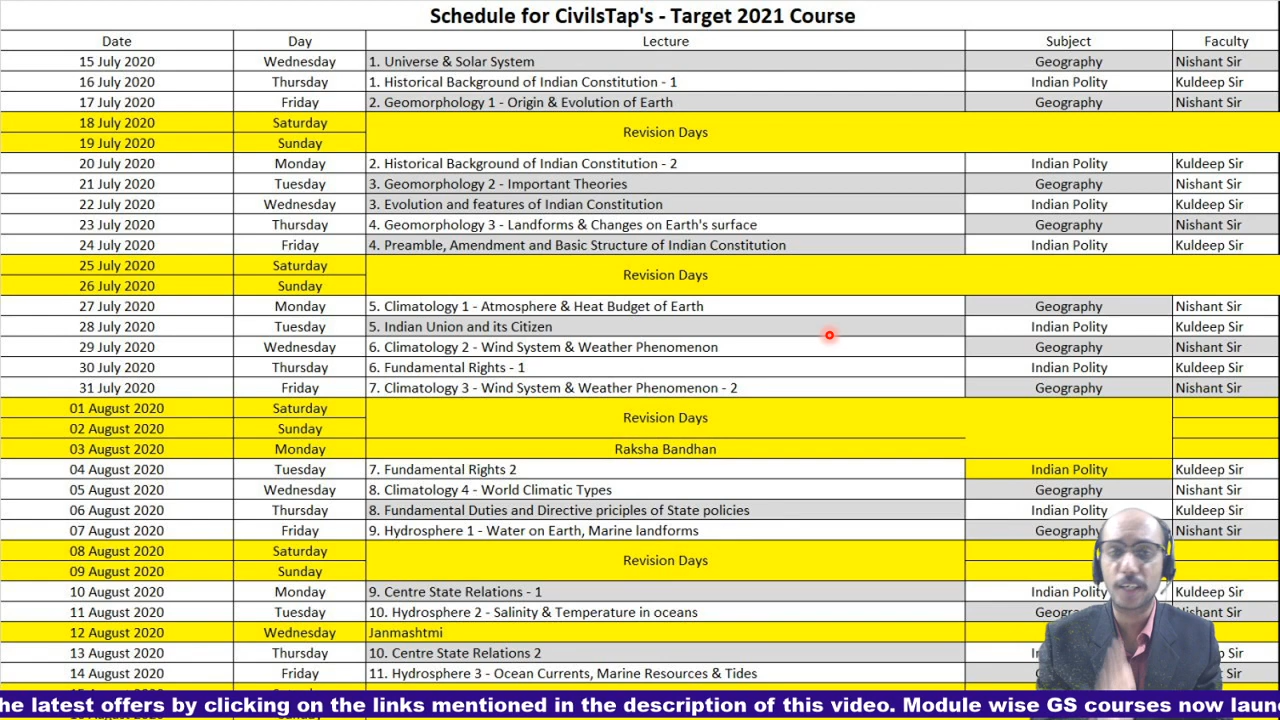 Schedule for CivilsTap's - Target 2021 Course
Date Day Lecture Subject Faculty
15 July 2020 Wednesday 1. Universe & Solar System Geography Nishant Sir
16 July 2020 Thursday 1. Historical Background of Indian Constitution - 1 Indian Polity Kuldeep Sir
17 July 2020 Friday 2. Geomorphology 1 - Origin & Evolution of Earth Geography Nishant Sir
18 July 2020 Saturday
Revision Days
19 July 2020 Sunday
20 July 2020 Monday 2. Historical Background of Indian Constitution - 2 Indian Polity Kuldeep Sir
21 July 2020 Tuesday 3. Geomorphology 2 - Important Theories Geography Nishant Sir
22 July 2020 Wednesday 3. Evolution and features of Indian Constitution Indian Polity Kuldeep Sir
23 July 2020 Thursday 4. Geomorphology 3 - Landforms & Changes on Earth's surface Geography Nishant Sir
24 July 2020 Friday 4. Preamble, Amendment and Basic Structure of Indian Constitution Indian Polity Kuldeep Sir
25 July 2020 Saturday
Revision Days
26 July 2020 Sunday
27 July 2020 Monday 5. Climatology 1 - Atmosphere & Heat Budget of Earth Geography Nishant Sir
28 July 2020 Tuesday 5. Indian Union and its Citizen Indian Polity Kuldeep Sir
29 July 2020 Wednesday 6. Climatology 2 - Wind System & Weather Phenomenon Geography Nishant Sir
30 July 2020 Thursday 6. Fundamental Rights - 1 Indian Polity Kuldeep Sir
31 July 2020 Friday 7. Climatology 3 - Wind System & Weather Phenomenon - 2 Geography Nishant Sir
01 August 2020 Saturday
Revision Days
02 August 2020 Sunday
03 August 2020 Monday Raksha Bandhan
04 August 2020 Tuesday 7. Fundamental Rights 2 Indian Polity Kuldeep Sir
05 August 2020 Wednesday 8. Climatology 4 - World Climatic Types Geography Nishant Sir
06 August 2020 Thursday 8. Fundamental Duties and Directive priciples of State policies Indian Polity Kuldeep Sir
07 August 2020 Friday 9. Hydrosphere 1 - Water on Earth, Marine landforms Geography Nishant Sir
08 August 2020 Saturday
Revision Days
09 August 2020 Sunday
10 August 2020 Monday 9. Centre State Relations - 1 Indian Polity Kuldeep Sir
11 August 2020 Tuesday 10. Hydrosphere 2 - Salinity & Temperature in oceans Sir
12 August 2020 Wednesday Janmashtmi
13 August 2020 Thursday 10. Centre State Relations 2 Kuldeep Sir
14 August 2020 Friday 11. Hydrosphere 3 - Ocean Currents, Marine Resources & Tides Sir
he latest offers by clicking on the links mentioned in the description of this video. Module wise GS courses now laun